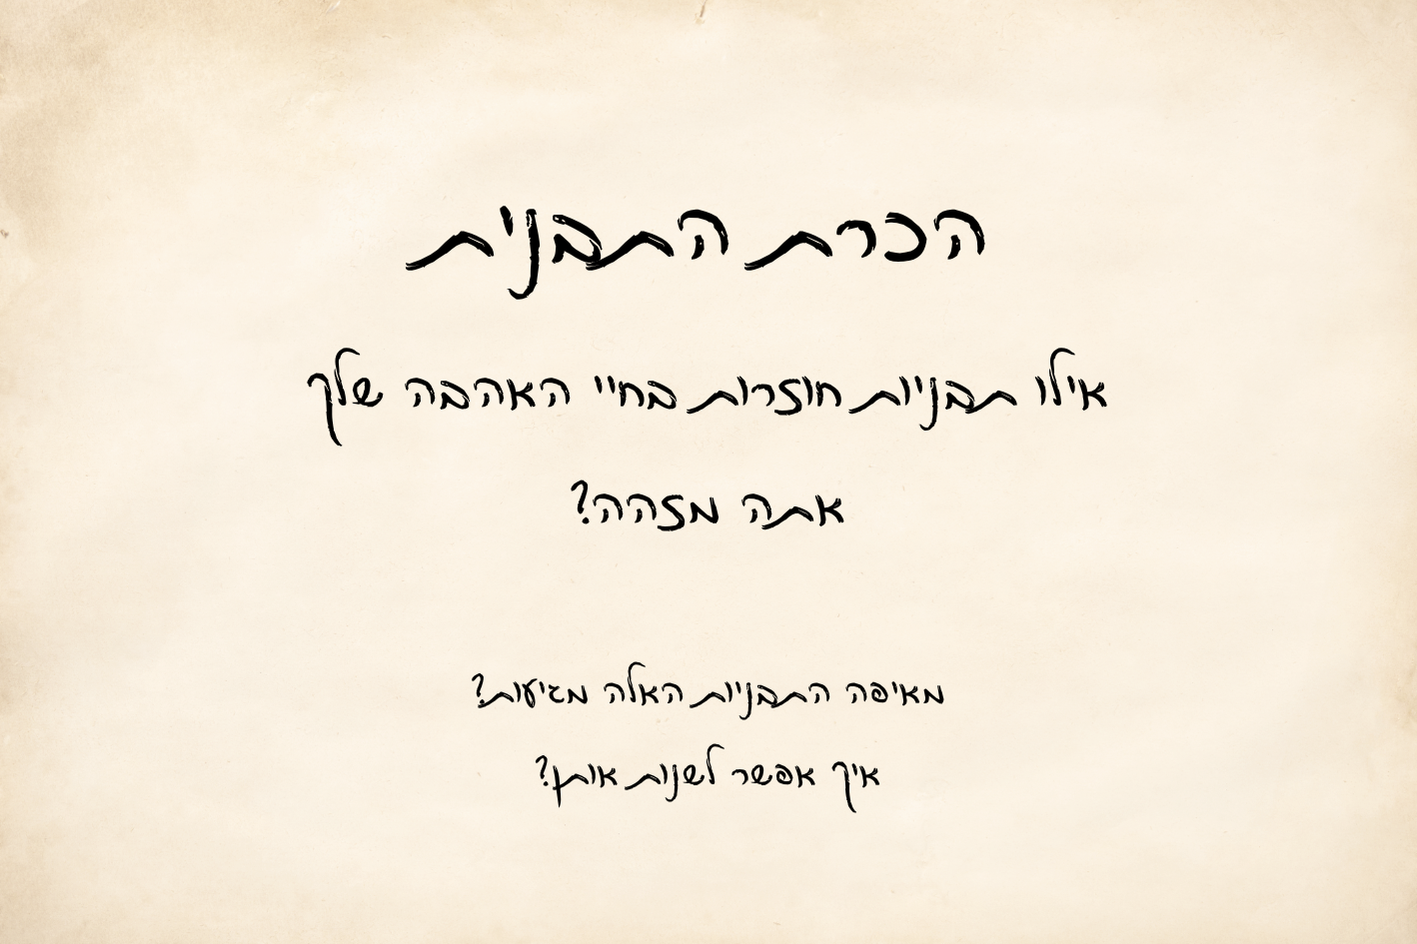 הכרת התבנית
אילו תבניות חוזרות בחיי האהבה שלך
אתה מזהה?
מאיפה התבניות האלה מגיעות?
איך אפשר לשנות אותן?